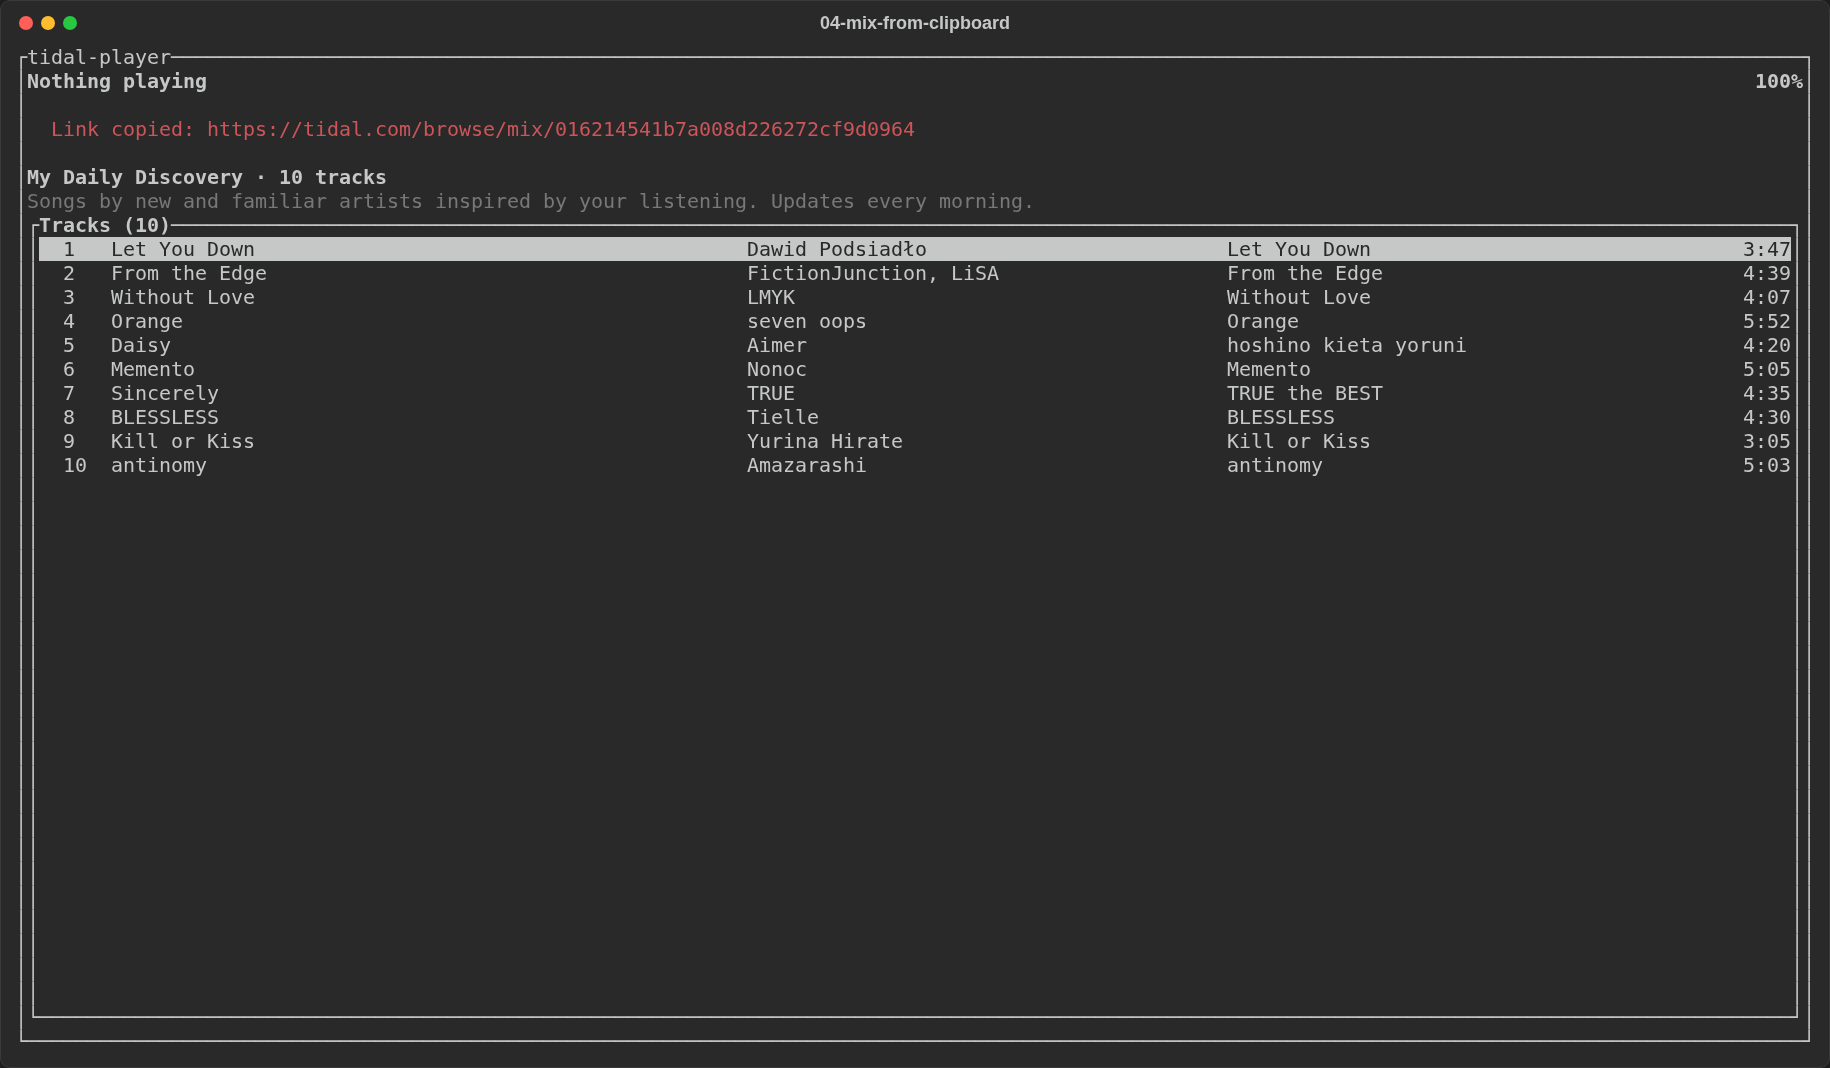 04-mix-from-clipboard
tidal-player
Nothing playing 100%
Link copied: https://tidal.com/browse/mix/016214541b7a008d226272cf9d0964
My Daily Discovery · 10 tracks
Songs by new and familiar artists inspired by your listening. Updates every morning.
Tracks (10)
1 Let You Down Dawid Podsiadło Let You Down 3:47
2 From the Edge FictionJunction, LiSA From the Edge 4:39
3 Without Love LMYK Without Love 4:07
4 Orange seven oops Orange 5:52
5 Daisy Aimer hoshino kieta yoruni 4:20
6 Memento Nonoc Memento 5:05
7 Sincerely TRUE TRUE the BEST 4:35
8 BLESSLESS Tielle BLESSLESS 4:30
9 Kill or Kiss Yurina Hirate Kill or Kiss 3:05
10 antinomy Amazarashi antinomy 5:03